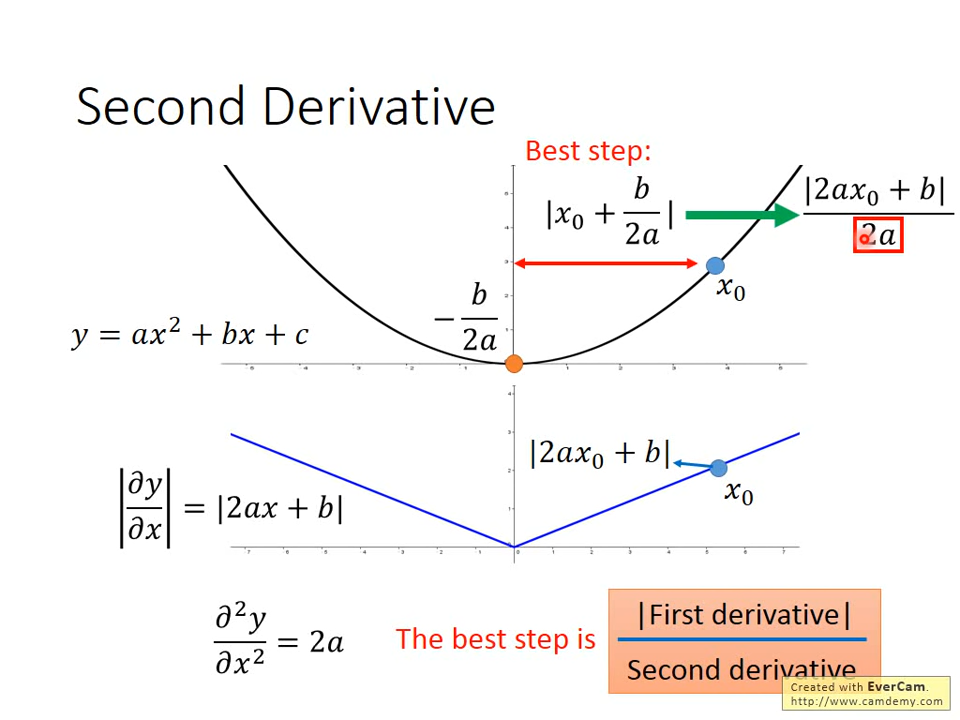 Second Derivative
Best step:
|x₀ + b/2a|
|2ax₀ + b|
2a
x₀
− b/2a
y = ax² + bx + c
|2ax₀ + b|
x₀
|∂y/∂x| = |2ax + b|
∂²y/∂x² = 2a
The best step is
|First derivative|
Second derivative
Created with EverCam.
http://www.camdemy.com